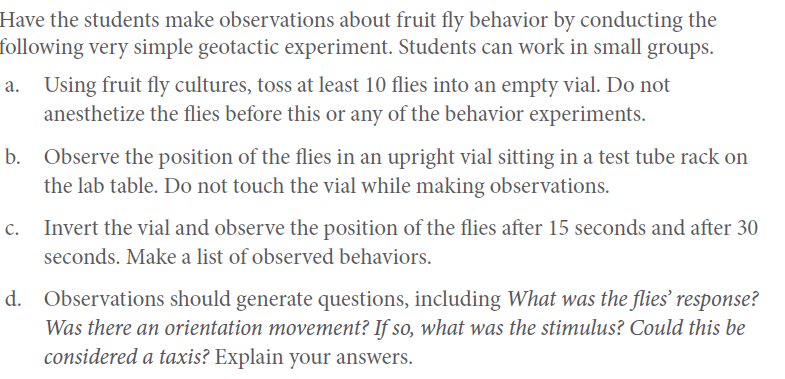 Have the students make observations about fruit fly behavior by conducting the
following very simple geotactic experiment. Students can work in small groups.
a. Using fruit fly cultures, toss at least 10 flies into an empty vial. Do not
anesthetize the flies before this or any of the behavior experiments.
b. Observe the position of the flies in an upright vial sitting in a test tube rack on
the lab table. Do not touch the vial while making observations.
c. Invert the vial and observe the position of the flies after 15 seconds and after 30
seconds. Make a list of observed behaviors.
d. Observations should generate questions, including What was the flies’ response?
Was there an orientation movement? If so, what was the stimulus? Could this be
considered a taxis? Explain your answers.